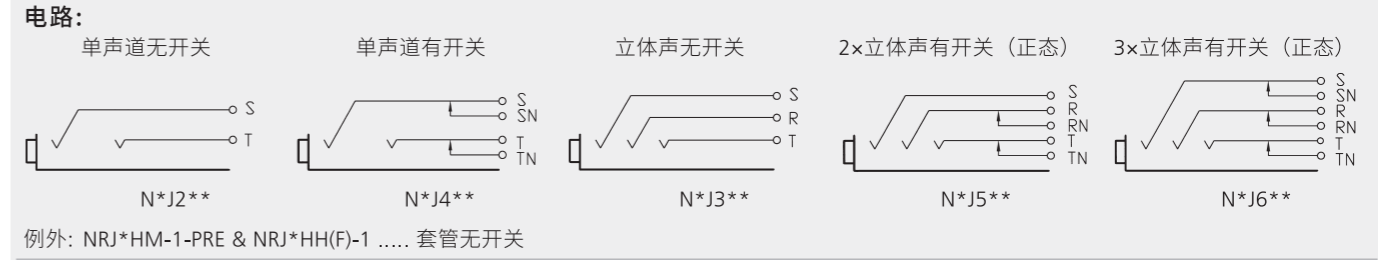 电路:
单声道无开关 单声道有开关 立体声无开关 2×立体声有开关（正态） 3×立体声有开关（正态）
S
T
S
SN
T
TN
S
R
T
S
R
RN
T
TN
S
SN
R
RN
T
TN
N*J2** N*J4** N*J3** N*J5** N*J6**
例外: NRJ*HM-1-PRE & NRJ*HH(F)-1 ..... 套管无开关